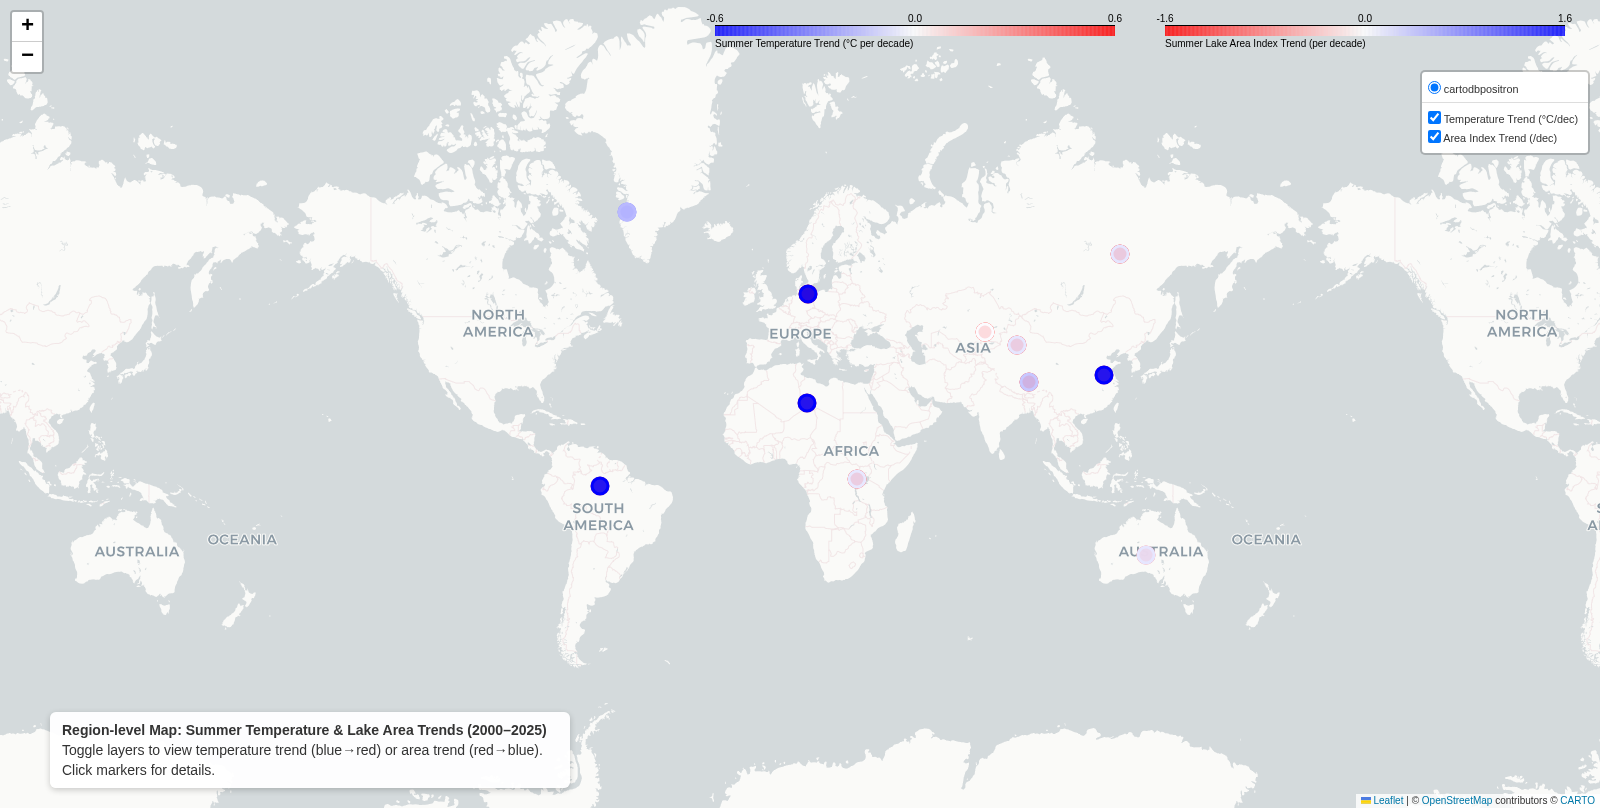 +
−
-0.6 0.0 0.6
Summer Temperature Trend (°C per decade)
-1.6 0.0 1.6
Summer Lake Area Index Trend (per decade)
cartodbpositron
Temperature Trend (°C/dec)
Area Index Trend (/dec)
NORTH
AMERICA
EUROPE
ASIA
NORTH
AMERICA
AFRICA
SOUTH
AMERICA
AUSTRALIA
OCEANIA
AUSTRALIA
OCEANIA
Region-level Map: Summer Temperature & Lake Area Trends (2000–2025)
Toggle layers to view temperature trend (blue→red) or area trend (red→blue).
Click markers for details.
Leaflet | © OpenStreetMap contributors © CARTO